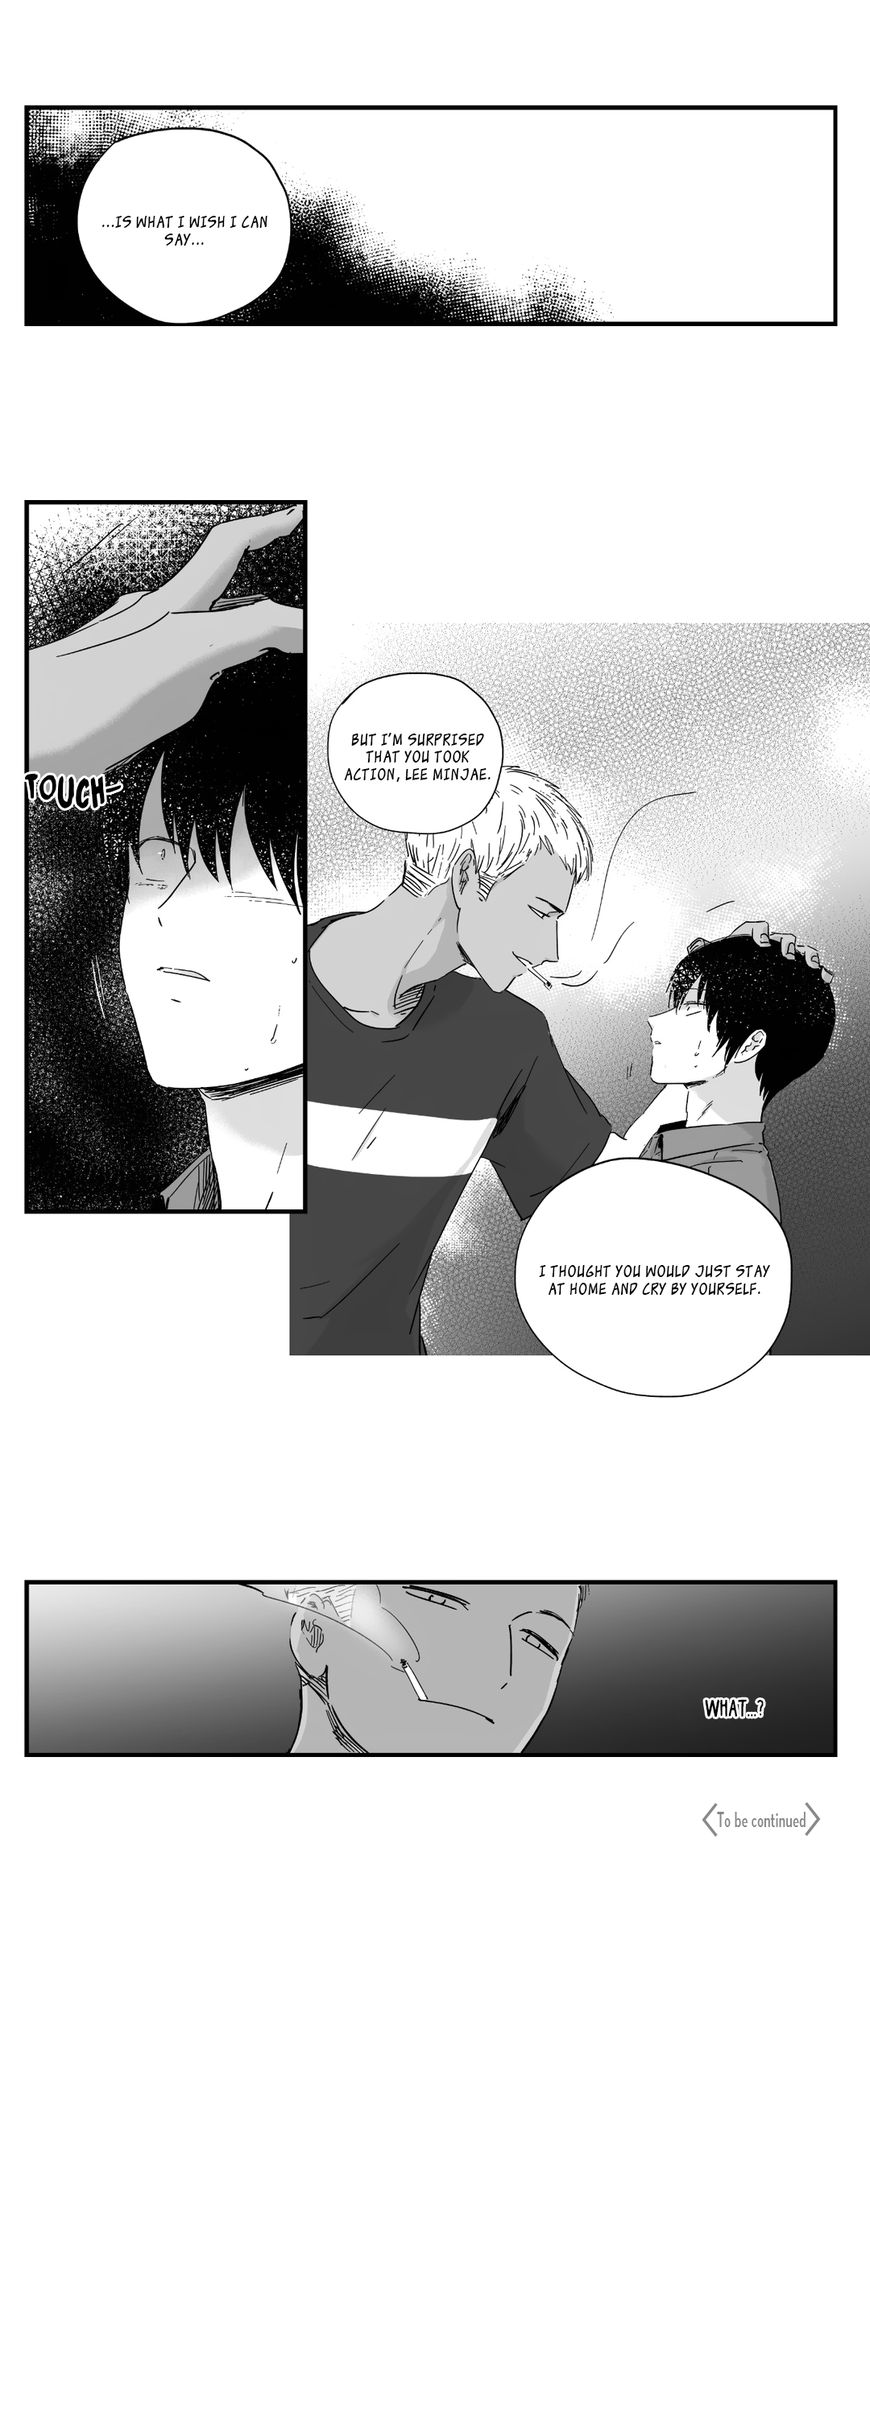 ...IS WHAT I WISH I CAN
SAY...
TOUCH~
BUT I'M SURPRISED
THAT YOU TOOK
ACTION, LEE MINJAE.
I THOUGHT YOU WOULD JUST STAY
AT HOME AND CRY BY YOURSELF.
WHAT...?
〈To be continued〉